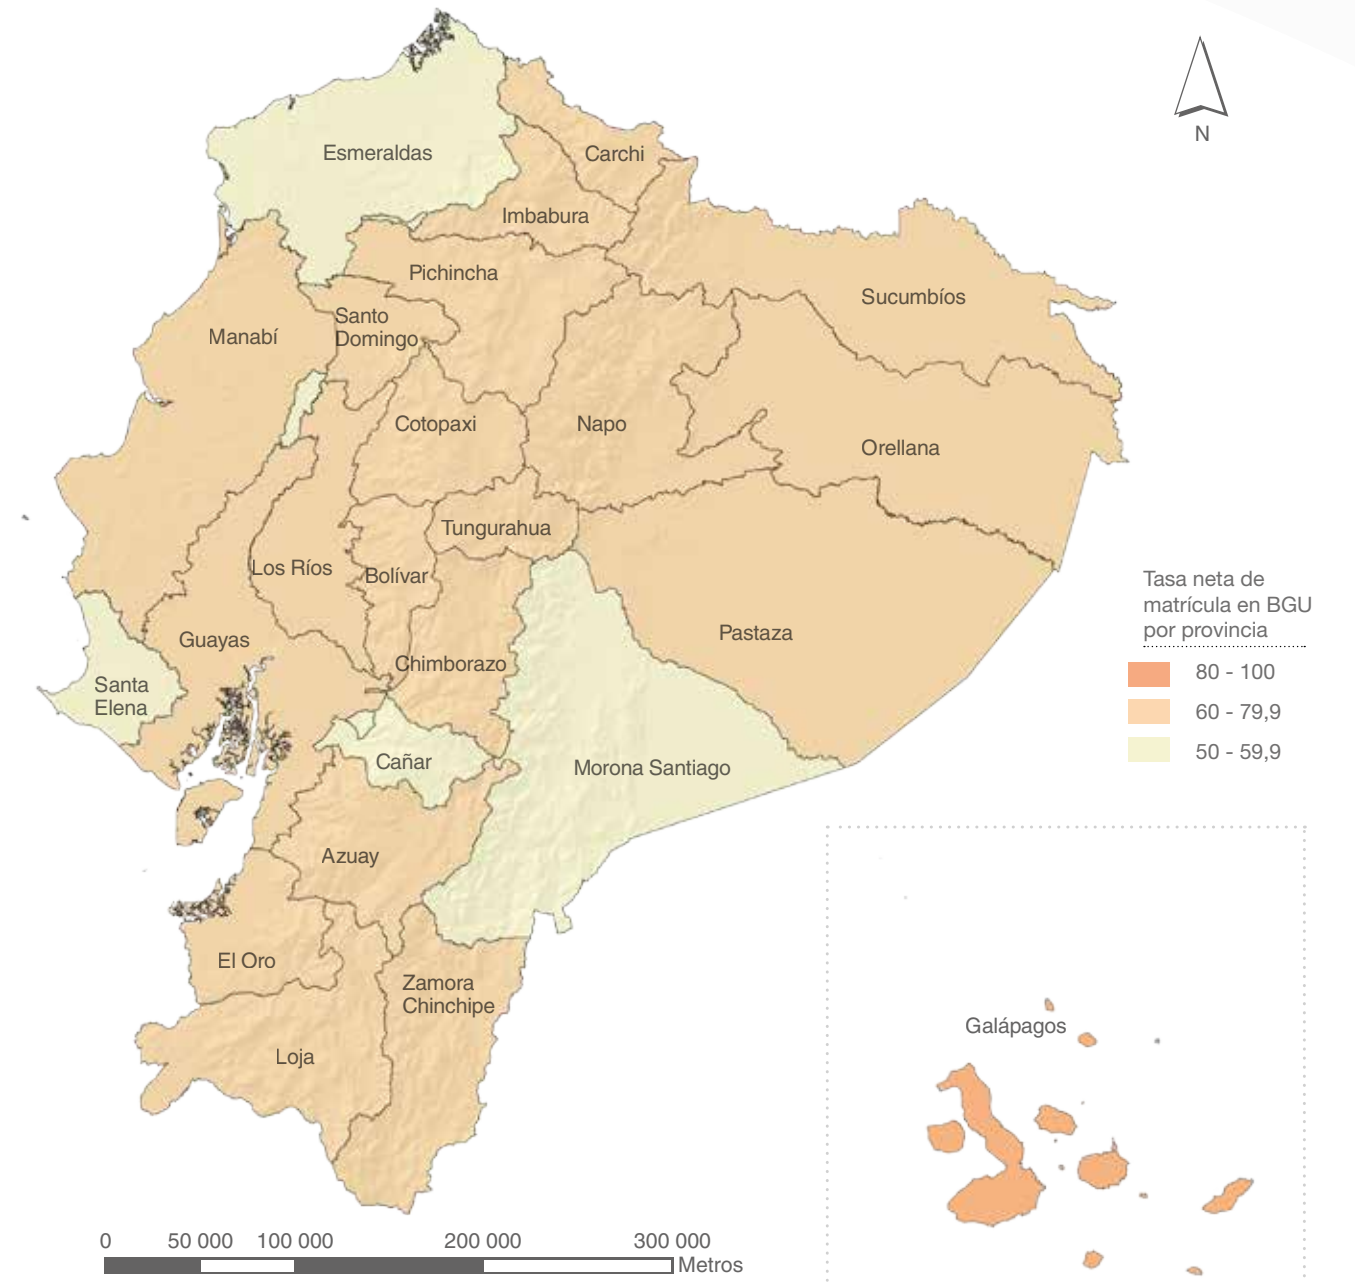 N
Esmeraldas
Carchi
Imbabura
Pichincha
Sucumbíos
Santo
Domingo
Manabí
Cotopaxi
Napo
Orellana
Tungurahua
Los Ríos
Bolívar
Guayas
Pastaza
Chimborazo
Santa
Elena
Cañar
Morona Santiago
Azuay
El Oro
Zamora
Chinchipe
Loja
Tasa neta de
matrícula en BGU
por provincia
80 - 100
60 - 79,9
50 - 59,9
Galápagos
0 50 000 100 000 200 000 300 000
Metros